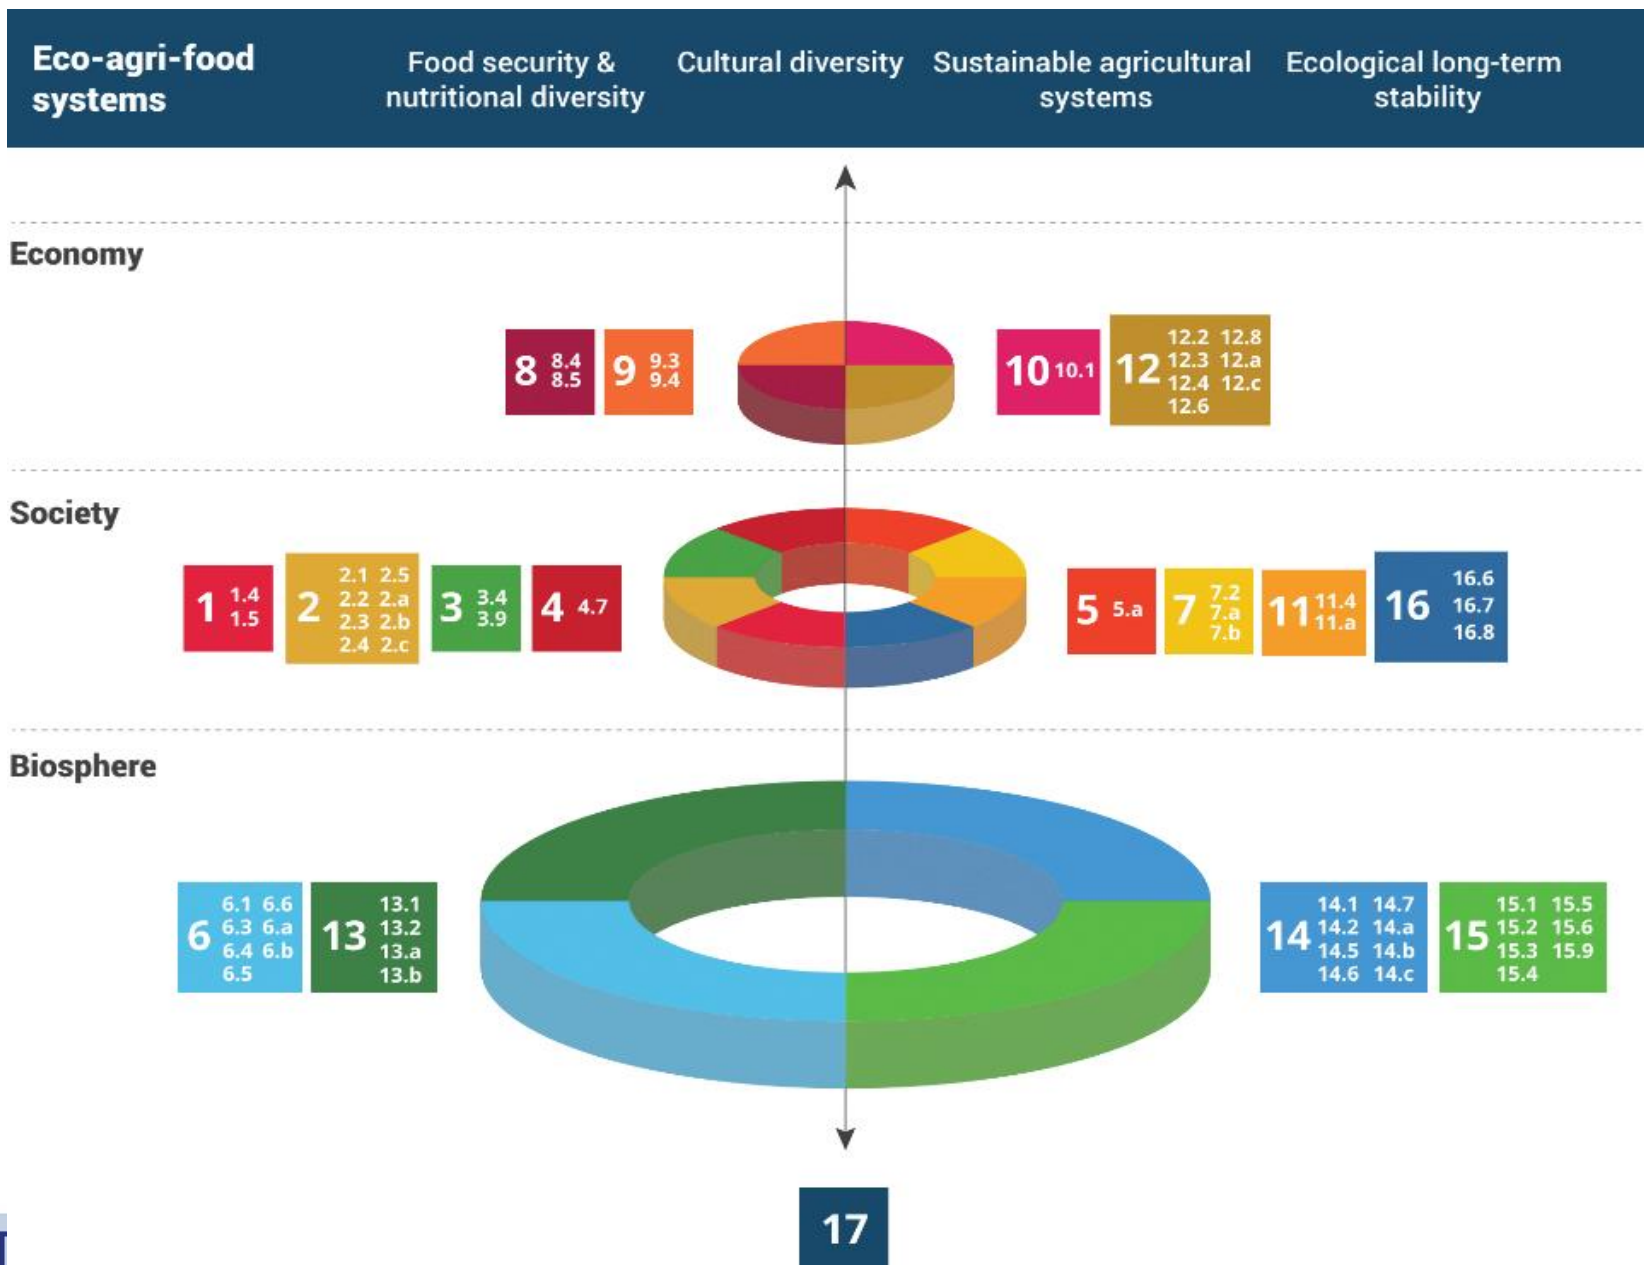 Eco-agri-food
systems
Food security &
nutritional diversity
Cultural diversity
Sustainable agricultural
systems
Ecological long-term
stability
Economy
8
8.4
8.5
9
9.3
9.4
10 10.1
12
12.2 12.8
12.3 12.a
12.4 12.c
12.6
Society
1
1.4
1.5
2
2.1 2.5
2.2 2.a
2.3 2.b
2.4 2.c
3
3.4
3.9
4 4.7
5 5.a
7
7.2
7.a
7.b
11
11.4
11.a
16
16.6
16.7
16.8
Biosphere
6
6.1 6.6
6.3 6.a
6.4 6.b
6.5
13
13.1
13.2
13.a
13.b
14
14.1 14.7
14.2 14.a
14.5 14.b
14.6 14.c
15
15.1 15.5
15.2 15.6
15.3 15.9
15.4
17